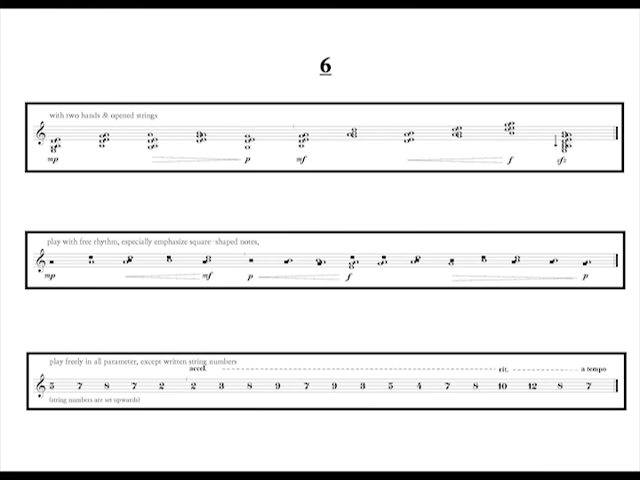 6
with two hands & opened strings
mp p mf f sfz
play with free rhythm, especially emphasize square-shaped notes,
mp mf p f p
play freely in all parameter, except written string numbers
accel. rit. a tempo
5 7 8 7 2 2 3 8 9 7 9 3 5 4 7 8 10 12 8 7
(string numbers are set upwards)